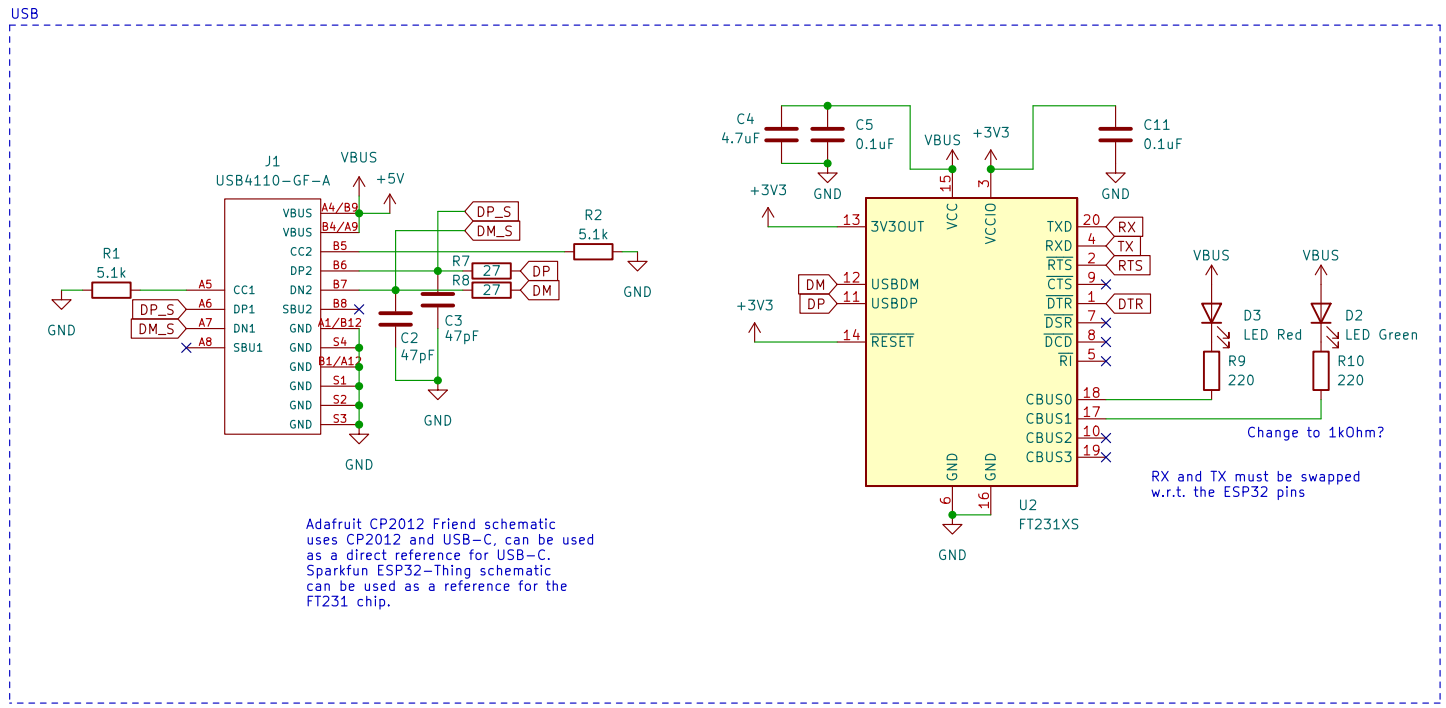 USB
J1
USB4110-GF-A
VBUS
+5V
A4/B9
VBUS
B4/A9
VBUS
B5
CC2
B6
DP2
B7
DN2
B8
SBU2
A1/B12
GND
S4
GND
B1/A12
GND
S1
GND
S2
GND
S3
GND
GND
A5
CC1
A6
DP1
A7
DN1
A8
SBU1
R1
5.1k
GND
DP_S
DM_S
DP_S
DM_S
R2
5.1k
GND
R7
27
DP
R8
27
DM
C2
47pF
C3
47pF
GND
Adafruit CP2012 Friend schematic
uses CP2012 and USB-C, can be used
as a direct reference for USB-C.
Sparkfun ESP32-Thing schematic
can be used as a reference for the
FT231 chip.
C4
4.7uF
C5
0.1uF
GND
VBUS
+3V3
C11
0.1uF
GND
15
VCC
3
VCCIO
+3V3
13
3V3OUT
DM
12
USBDM
DP
11
USBDP
+3V3
14
RESET
TXD
20
RX
RXD
4
TX
RTS
2
RTS
CTS
9
DTR
1
DTR
DSR
7
DCD
8
RI
5
CBUS0
18
CBUS1
17
CBUS2
10
CBUS3
19
GND
6
GND
16
GND
U2
FT231XS
VBUS
D3
LED Red
R9
220
VBUS
D2
LED Green
R10
220
Change to 1kOhm?
RX and TX must be swapped
w.r.t. the ESP32 pins